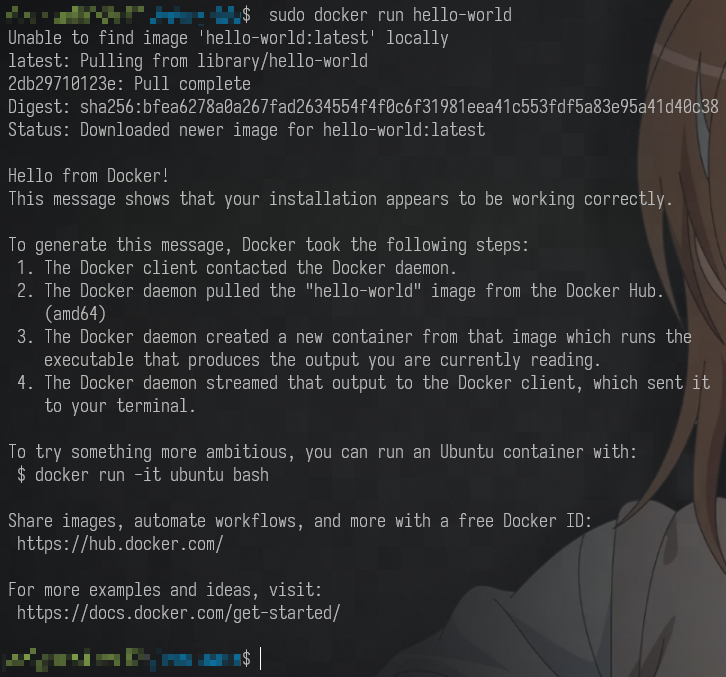 $ sudo docker run hello-world
Unable to find image 'hello-world:latest' locally
latest: Pulling from library/hello-world
2db29710123e: Pull complete
Digest: sha256:bfea6278a0a267fad2634554f4f0c6f31981eea41c553fdf5a83e95a41d40c38
Status: Downloaded newer image for hello-world:latest
Hello from Docker!
This message shows that your installation appears to be working correctly.
To generate this message, Docker took the following steps:
1. The Docker client contacted the Docker daemon.
2. The Docker daemon pulled the "hello-world" image from the Docker Hub.
(amd64)
3. The Docker daemon created a new container from that image which runs the
executable that produces the output you are currently reading.
4. The Docker daemon streamed that output to the Docker client, which sent it
to your terminal.
To try something more ambitious, you can run an Ubuntu container with:
$ docker run -it ubuntu bash
Share images, automate workflows, and more with a free Docker ID:
https://hub.docker.com/
For more examples and ideas, visit:
https://docs.docker.com/get-started/
$